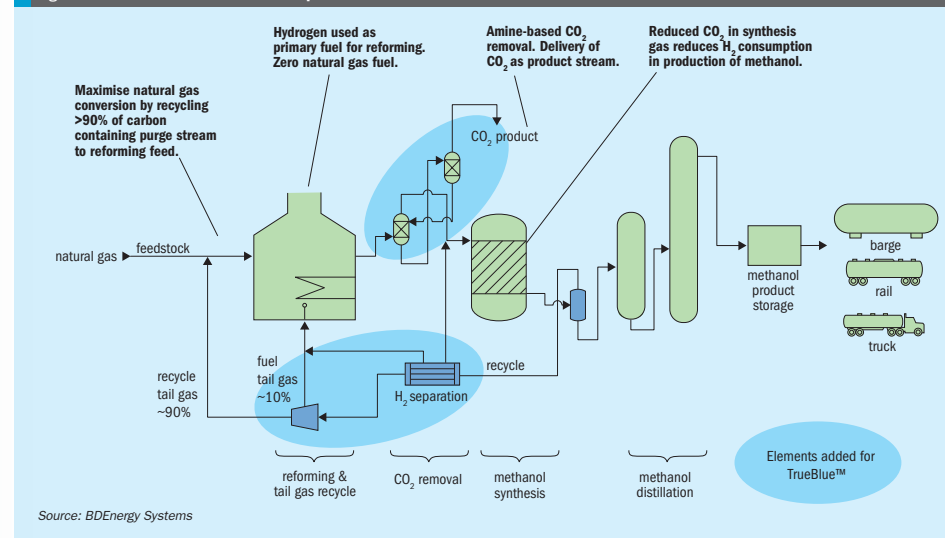 Maximise natural gas
conversion by recycling
>90% of carbon
containing purge stream
to reforming feed.
Hydrogen used as
primary fuel for reforming.
Zero natural gas fuel.
Amine-based CO₂
removal. Delivery of
CO₂ as product stream.
Reduced CO₂ in synthesis
gas reduces H₂ consumption
in production of methanol.
CO₂ product
natural gas
feedstock
barge
rail
truck
methanol
product
storage
recycle
tail gas
~90%
fuel
tail gas
~10%
H₂ separation
recycle
reforming &
tail gas recycle
CO₂ removal
methanol
synthesis
methanol
distillation
Elements added for
TrueBlue™
Source: BDEnergy Systems